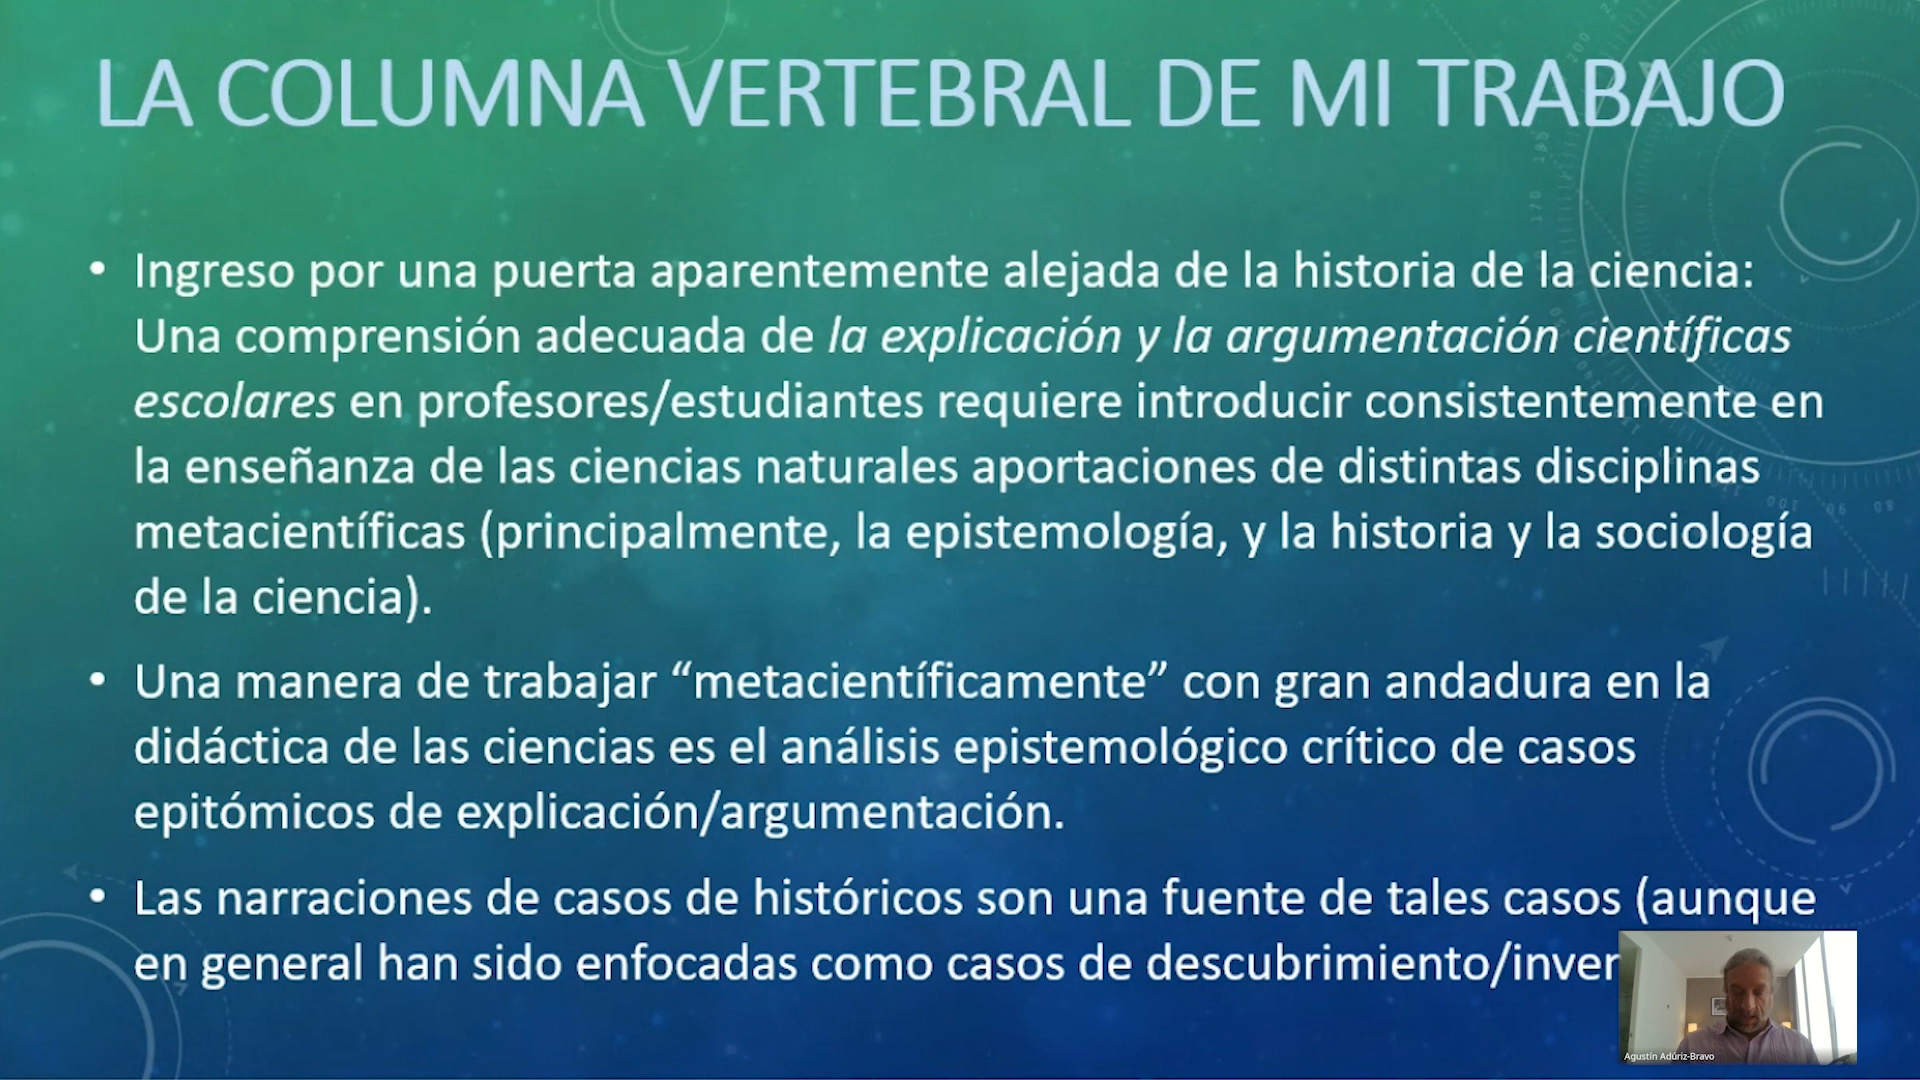 LA COLUMNA VERTEBRAL DE MI TRABAJO
• Ingreso por una puerta aparentemente alejada de la historia de la ciencia:
Una comprensión adecuada de la explicación y la argumentación científicas
escolares en profesores/estudiantes requiere introducir consistentemente en
la enseñanza de las ciencias naturales aportaciones de distintas disciplinas
metacientíficas (principalmente, la epistemología, y la historia y la sociología
de la ciencia).
• Una manera de trabajar “metacientíficamente” con gran andadura en la
didáctica de las ciencias es el análisis epistemológico crítico de casos
epitómicos de explicación/argumentación.
• Las narraciones de casos de históricos son una fuente de tales casos (aunque
en general han sido enfocadas como casos de descubrimiento/inver
Agustín Adúriz-Bravo